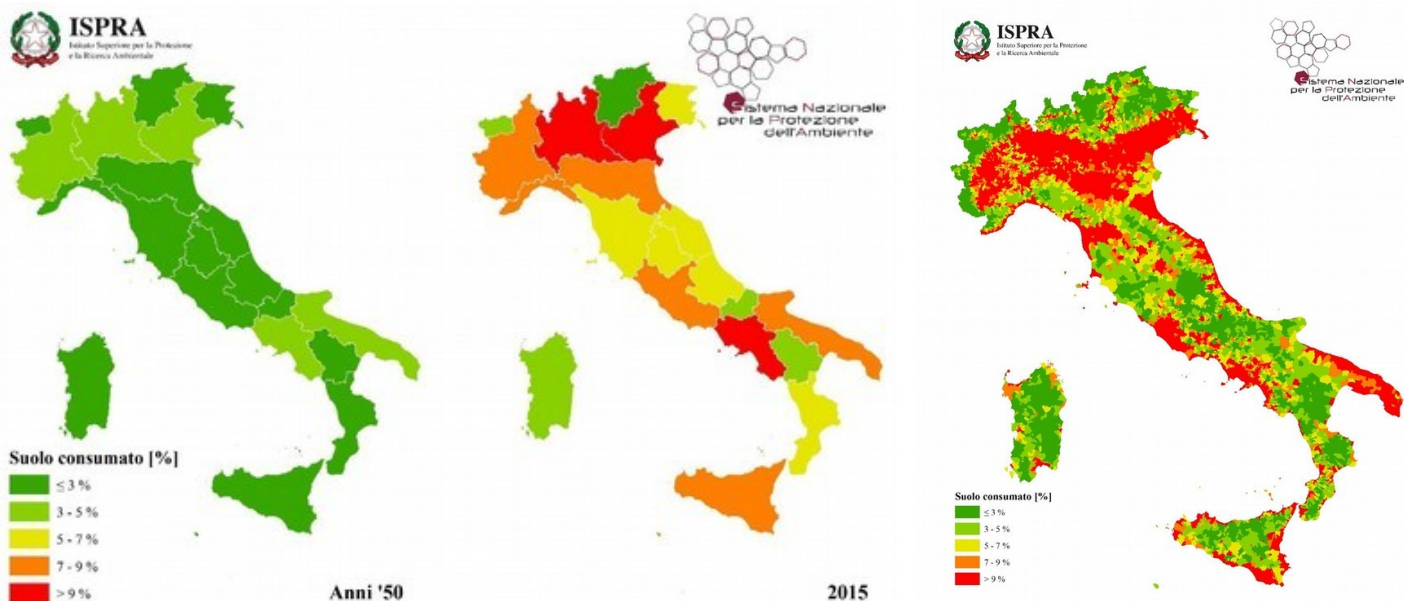 ISPRA
Istituto Superiore per la Protezione
e la Ricerca Ambientale
Suolo consumato [%]
≤ 3 %
3 - 5 %
5 - 7 %
7 - 9 %
> 9 %
Anni '50
Sistema Nazionale
per la Protezione
dell'Ambiente
2015
ISPRA
Istituto Superiore per la Protezione
e la Ricerca Ambientale
Sistema Nazionale
per la Protezione
dell'Ambiente
Suolo consumato [%]
≤ 3 %
3 - 5 %
5 - 7 %
7 - 9 %
> 9 %